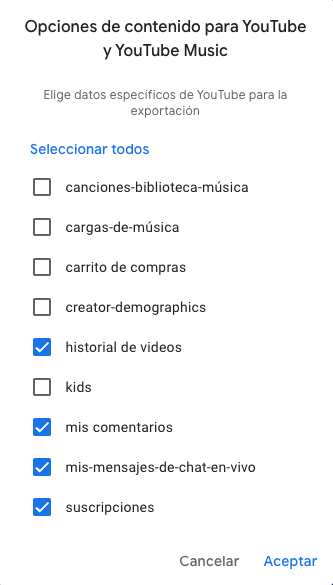 Opciones de contenido para YouTube
y YouTube Music
Elige datos específicos de YouTube para la
exportación
Seleccionar todos
canciones-biblioteca-música
cargas-de-música
carrito de compras
creator-demographics
historial de videos
kids
mis comentarios
mis-mensajes-de-chat-en-vivo
suscripciones
Cancelar Aceptar